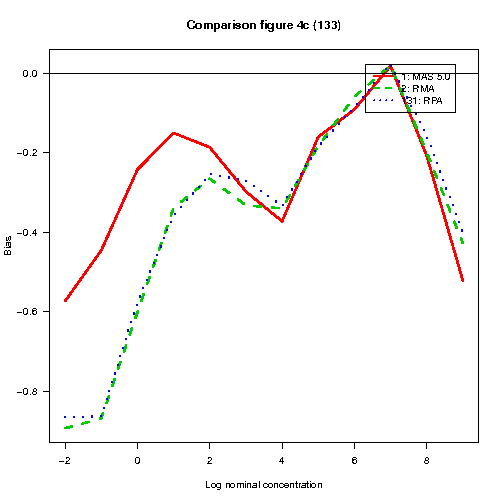 Comparison figure 4c (133)
0.0
−0.2
−0.4
−0.6
−0.8
Bias
1: MAS 5.0
2: RMA
131: RPA
−2 0 2 4 6 8
Log nominal concentration